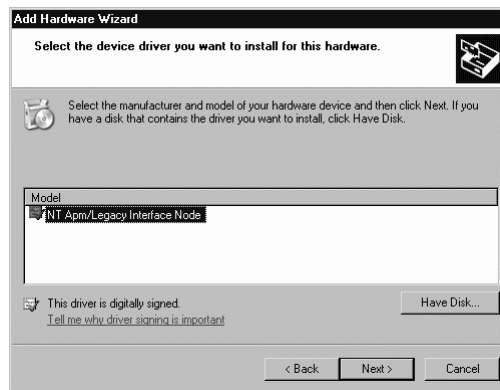 Add Hardware Wizard
Select the device driver you want to install for this hardware.
Select the manufacturer and model of your hardware device and then click Next. If you
have a disk that contains the driver you want to install, click Have Disk.
Model
NT Apm/Legacy Interface Node
This driver is digitally signed.
Have Disk...
Tell me why driver signing is important
< Back
Next >
Cancel